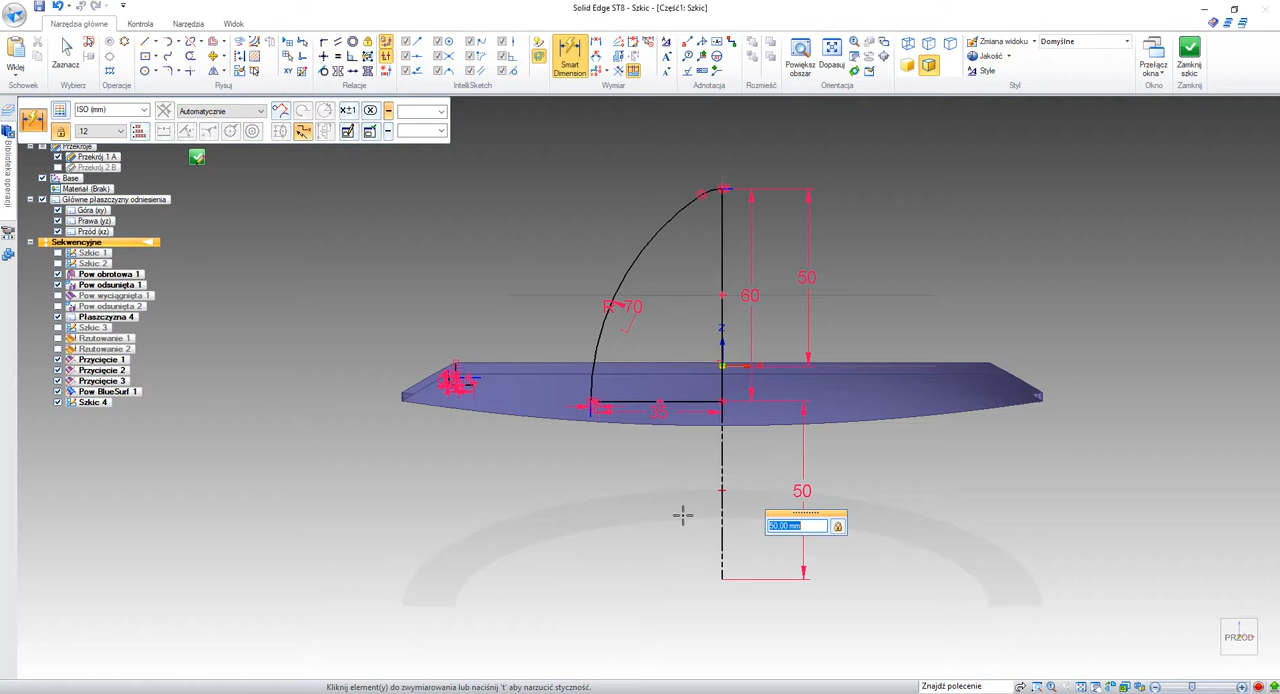 Solid Edge ST8 - Szkic - [Część1: Szkic]
Narzędzia główne
Kontrola
Narzędzia
Widok
Wklej
Zaznacz
Smart
Dimension
Powiększ
obszar
Dopasuj
Zmiana widoku
Domyślne
Jakość
Style
Przełącz
okna
Zamknij
szkic
Schowek
Wybierz
Operacje
Rysuj
Relacje
IntelliSketch
Wymiar
Adnotacja
Rozmieść
Orientacja
Styl
Okno
Zamknij
ISO (mm)
Automatycznie
x±1
(X)
12
Biblioteka operacji
Przekroje
Przekrój 1 A
Przekrój 2 B
Base
Materiał (Brak)
Główne płaszczyzny odniesienia
Góra (xy)
Prawa (yz)
Przód (xz)
Sekwencyjne
Szkic 1
Szkic 2
Pow obrotowa 1
Pow odsunięta 1
Pow wyciągnięta 1
Pow odsunięta 2
Płaszczyzna 4
Szkic 3
Rzutowanie 1
Rzutowanie 2
Przycięcie 1
Przycięcie 2
Przycięcie 3
Pow BlueSurf 1
Szkic 4
50
60
R 70
Z
35
50
50,00 mm
PRZÓD
Kliknij element(y) do zwymiarowania lub naciśnij 't' aby narzucić styczność.
Znajdź polecenie